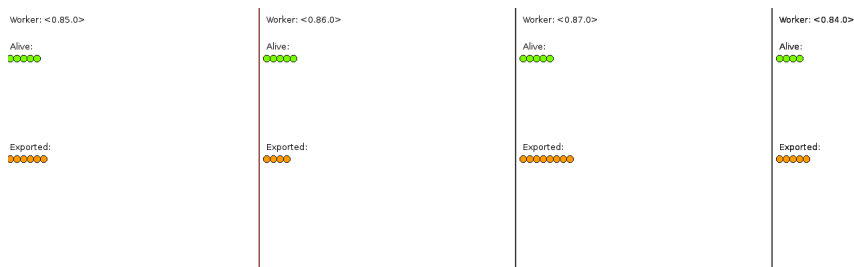 Worker: <0.85.0>
Alive:
Exported:
Worker: <0.86.0>
Alive:
Exported:
Worker: <0.87.0>
Alive:
Exported:
Worker: <0.84.0>
Alive:
Exported: